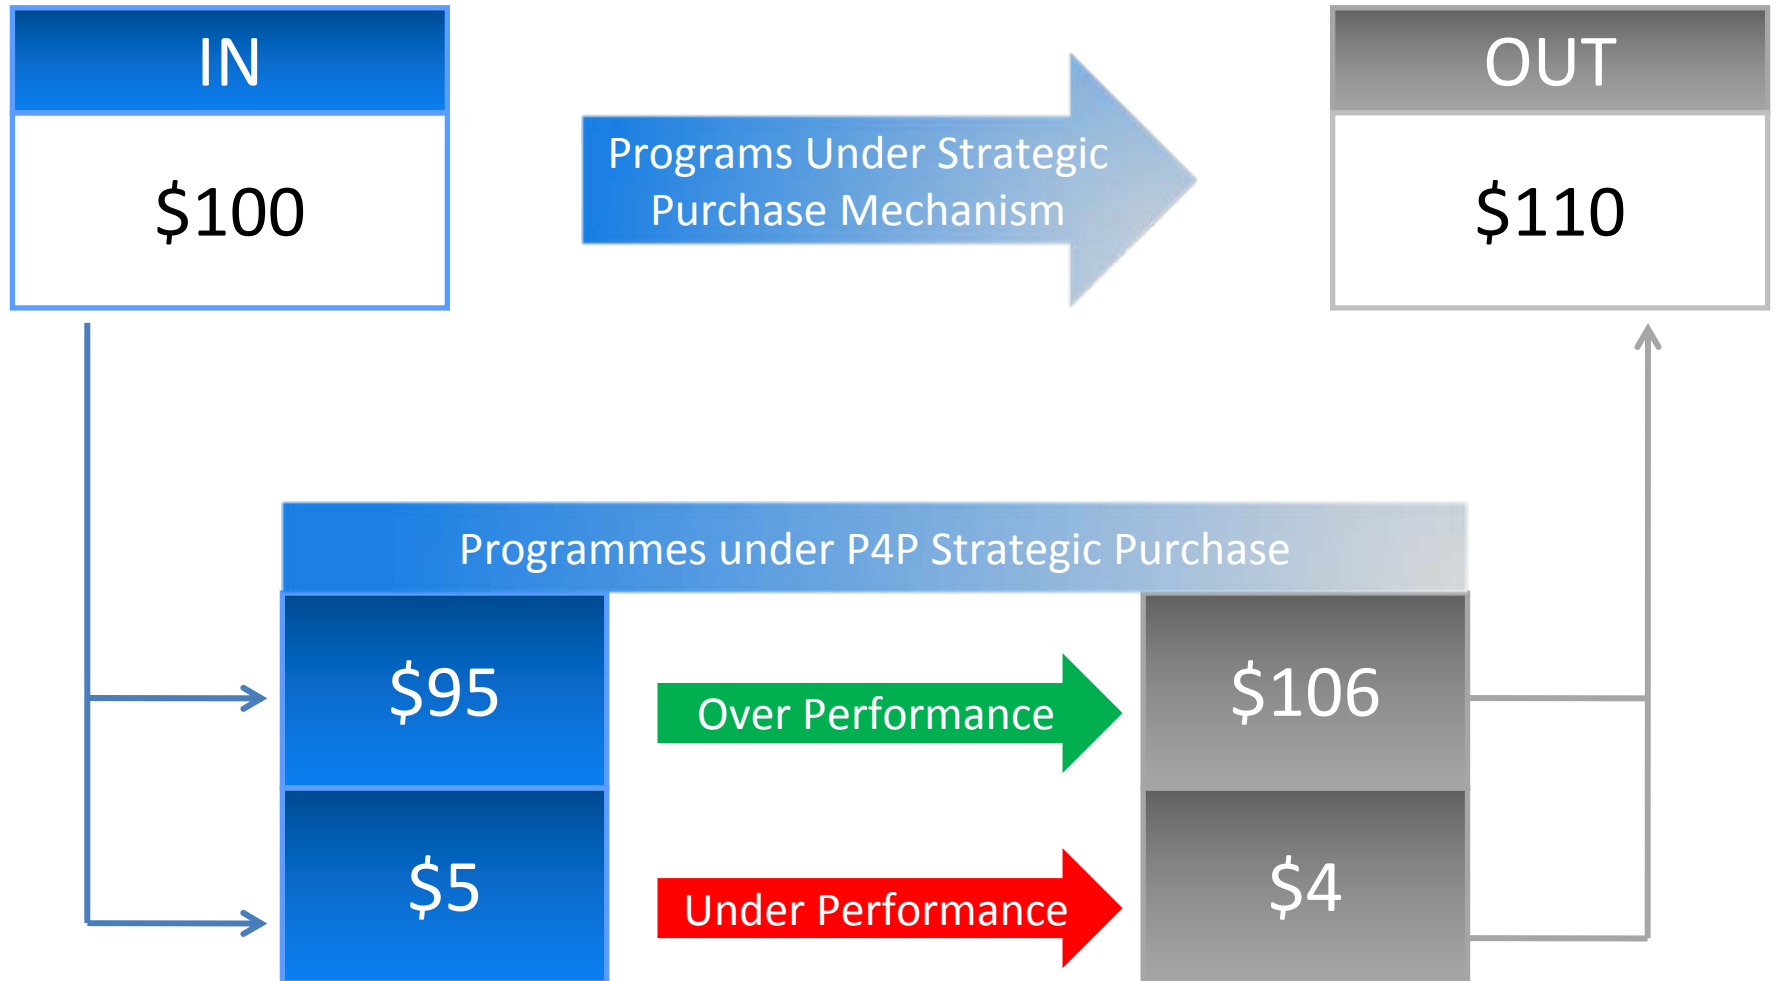 IN
$100
Programs Under Strategic
Purchase Mechanism
OUT
$110
Programmes under P4P Strategic Purchase
$95
Over Performance
$106
$5
Under Performance
$4